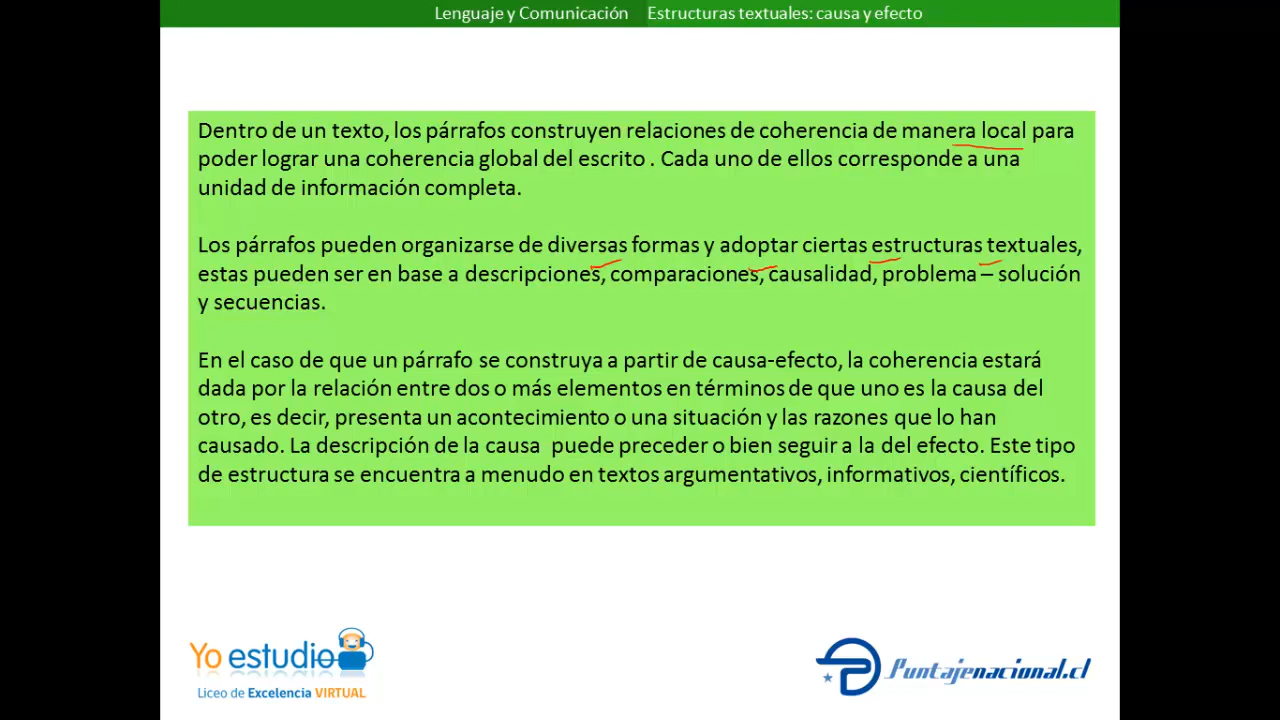 Lenguaje y Comunicación Estructuras textuales: causa y efecto
Dentro de un texto, los párrafos construyen relaciones de coherencia de manera local para
poder lograr una coherencia global del escrito . Cada uno de ellos corresponde a una
unidad de información completa.
Los párrafos pueden organizarse de diversas formas y adoptar ciertas estructuras textuales,
estas pueden ser en base a descripciones, comparaciones, causalidad, problema – solución
y secuencias.
En el caso de que un párrafo se construya a partir de causa-efecto, la coherencia estará
dada por la relación entre dos o más elementos en términos de que uno es la causa del
otro, es decir, presenta un acontecimiento o una situación y las razones que lo han
causado. La descripción de la causa  puede preceder o bien seguir a la del efecto. Este tipo
de estructura se encuentra a menudo en textos argumentativos, informativos, científicos.
Yo estudio
Liceo de Excelencia VIRTUAL
Puntajenacional.cl